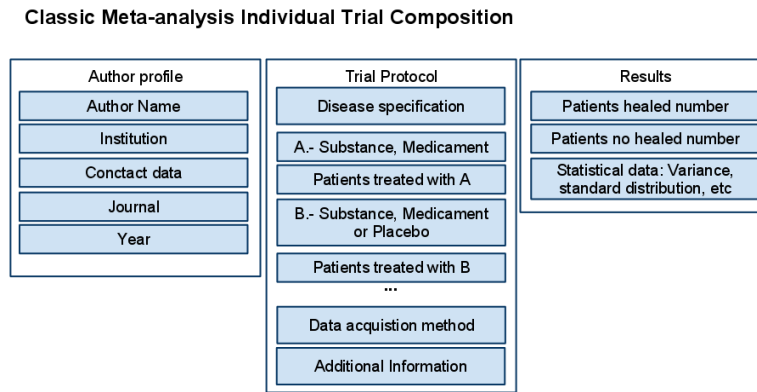 Classic Meta-analysis Individual Trial Composition
Author profile
Author Name
Institution
Conctact data
Journal
Year
Trial Protocol
Disease specification
A.- Substance, Medicament
Patients treated with A
B.- Substance, Medicament
or Placebo
Patients treated with B
...
Data acquistion method
Additional Information
Results
Patients healed number
Patients no healed number
Statistical data: Variance,
standard distribution, etc